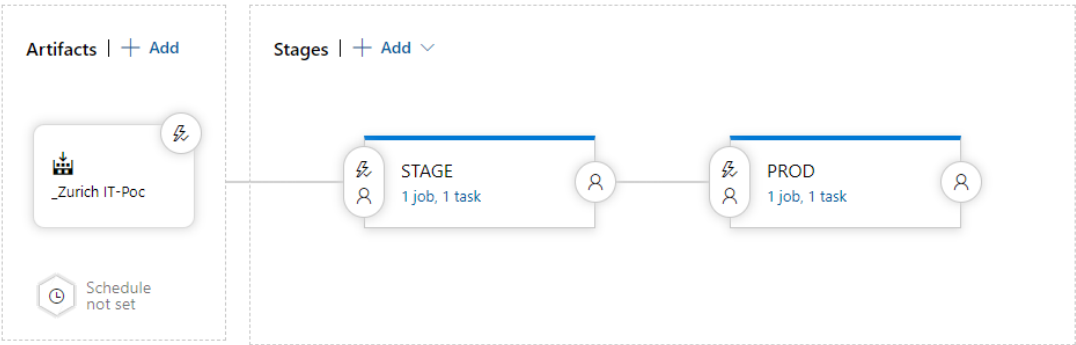 Artifacts | + Add
Stages | + Add
_Zurich IT-Poc
STAGE
1 job, 1 task
PROD
1 job, 1 task
Schedule
not set